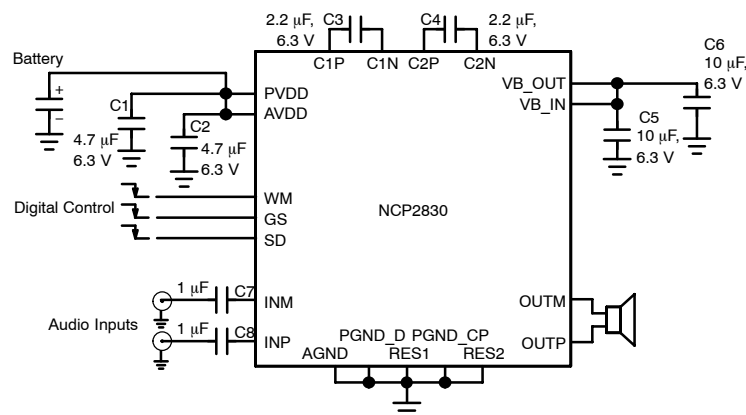 2.2 μF, C3
6.3 V
C4 2.2 μF,
6.3 V
C1P C1N C2P C2N
Battery
+
−
C1
4.7 μF
6.3 V
C2
4.7 μF
6.3 V
PVDD
AVDD
VB_OUT
VB_IN
C6
10 μF,
6.3 V
C5
10 μF,
6.3 V
Digital Control
WM
GS
SD
NCP2830
Audio Inputs
1 μF C7
INM
1 μF C8
INP
OUTM
OUTP
PGND_D PGND_CP
AGND RES1 RES2